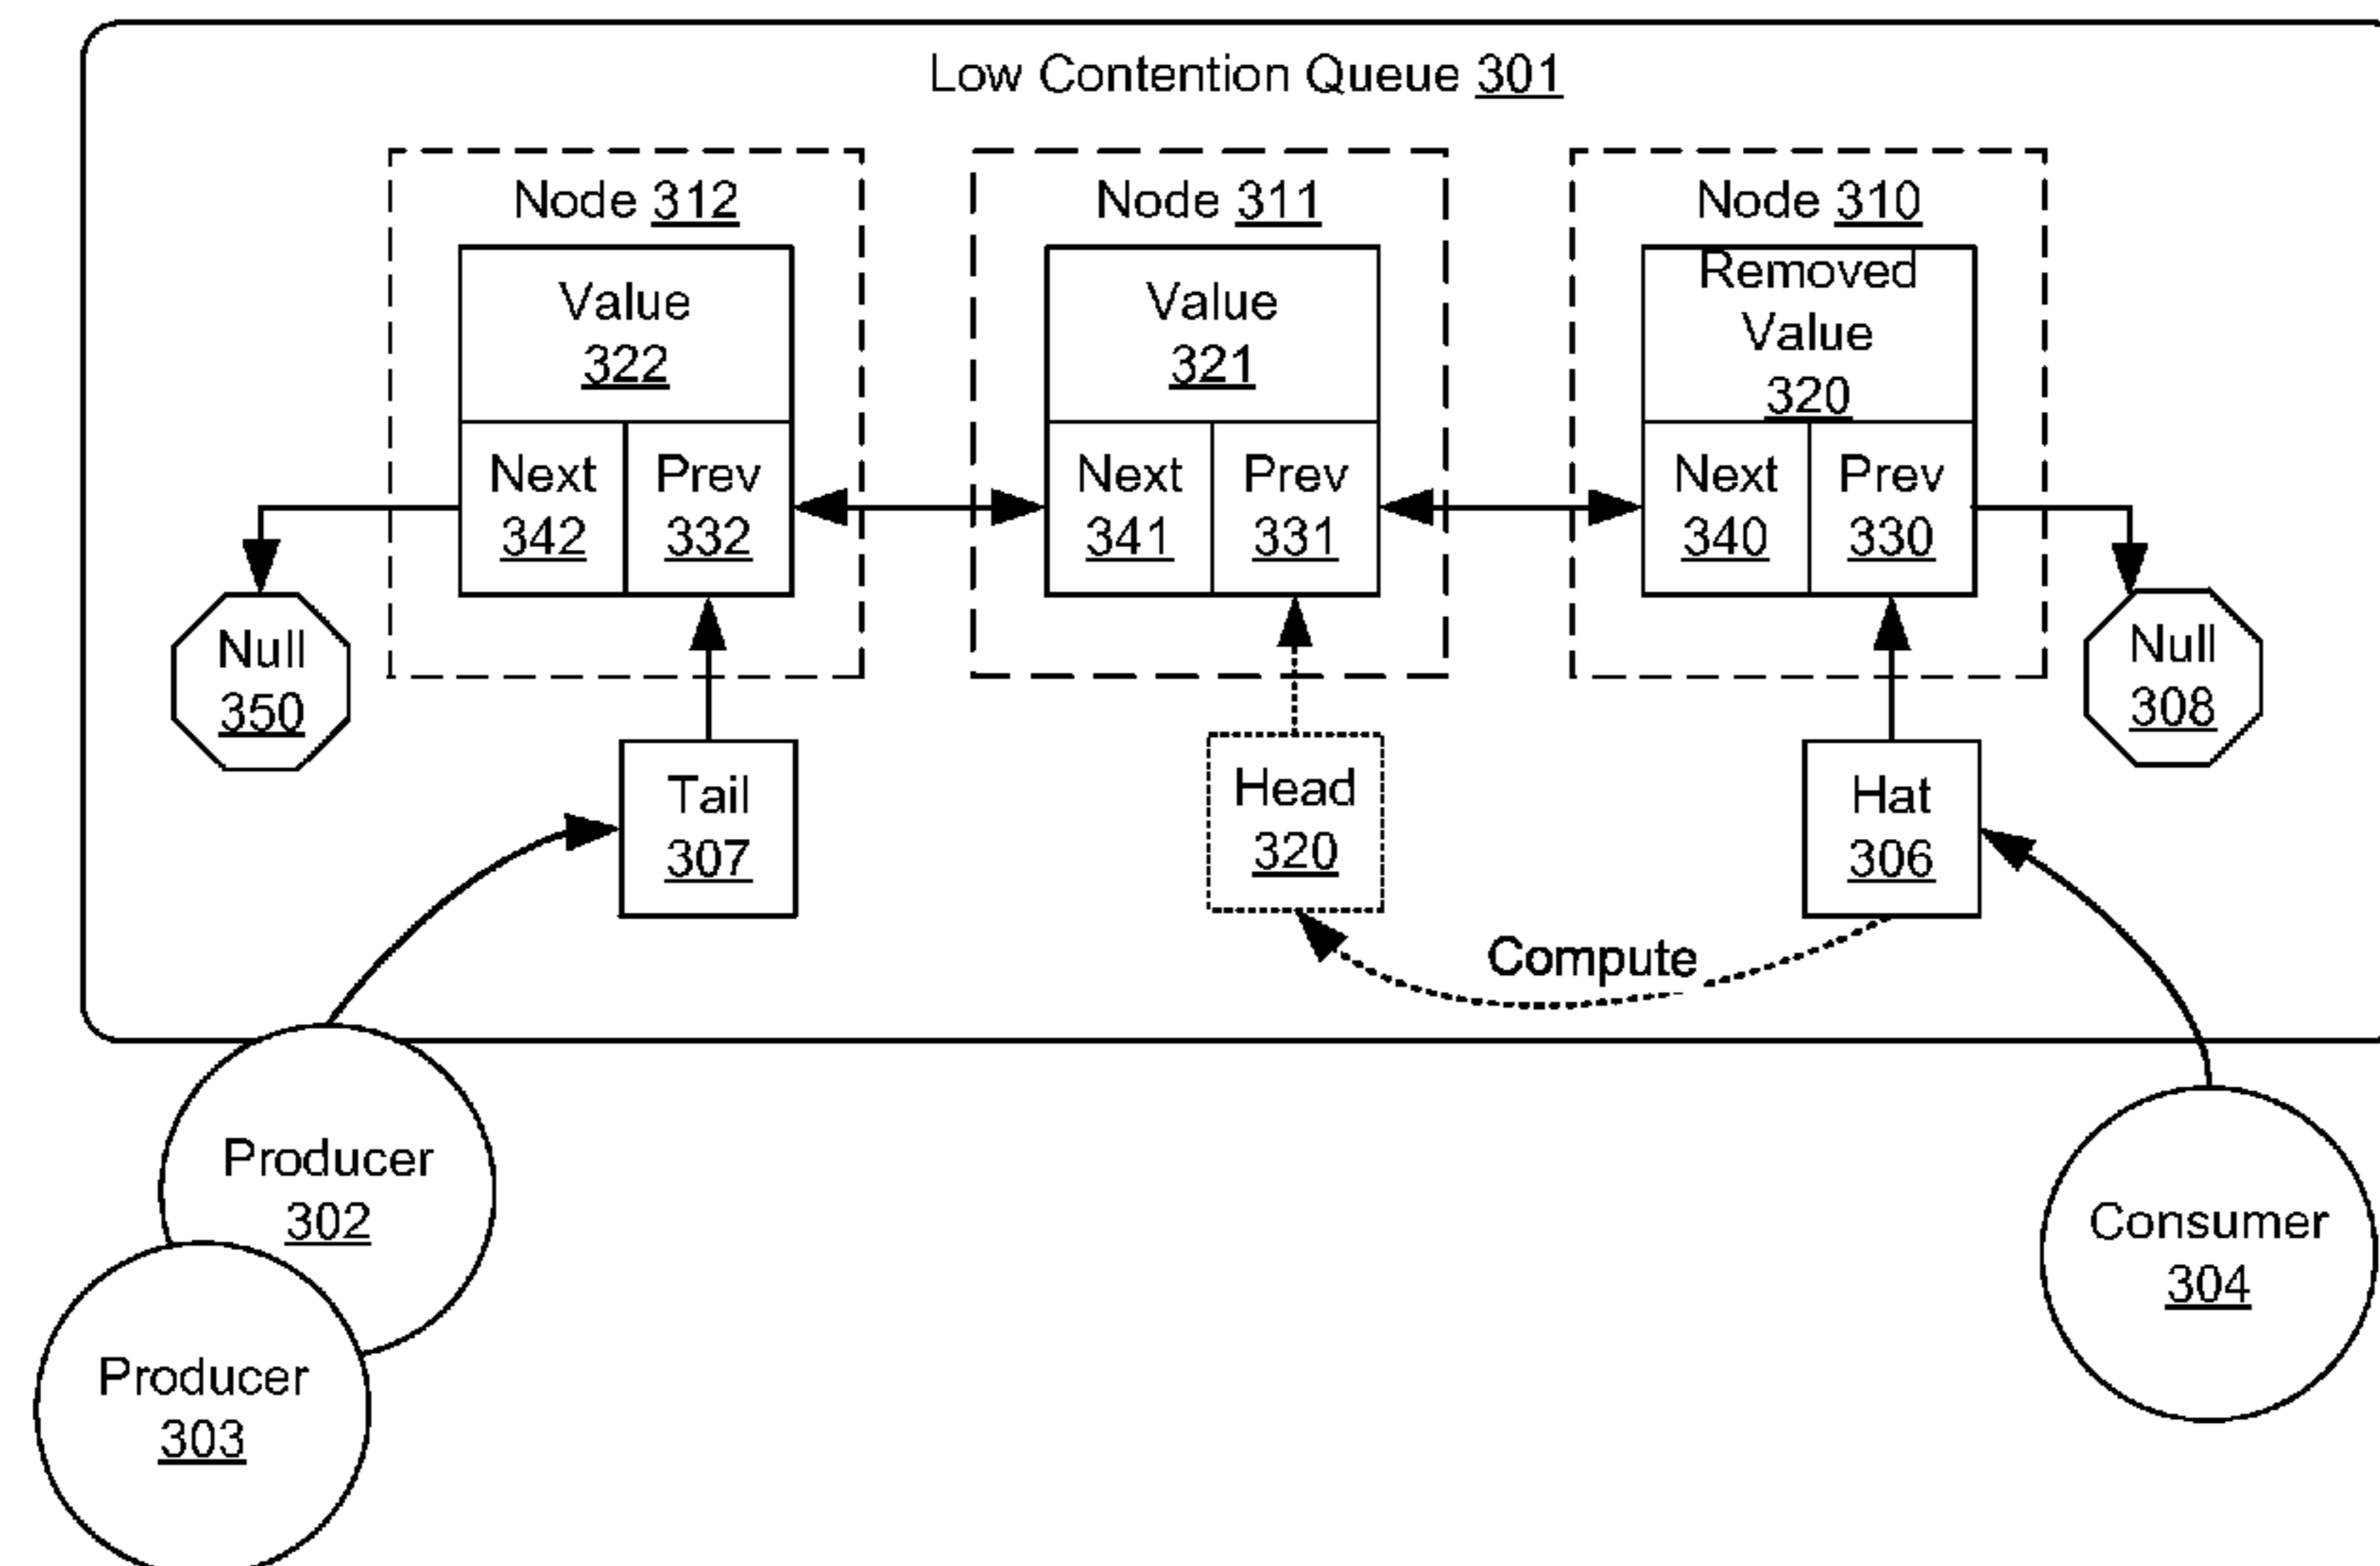 Low Contention Queue 301
Node 312
Value
322
Next
342
Prev
332
Node 311
Value
321
Next
341
Prev
331
Node 310
Removed
Value
320
Next
340
Prev
330
Null
350
Null
308
Tail
307
Head
320
Hat
306
Compute
Producer
302
Producer
303
Consumer
304